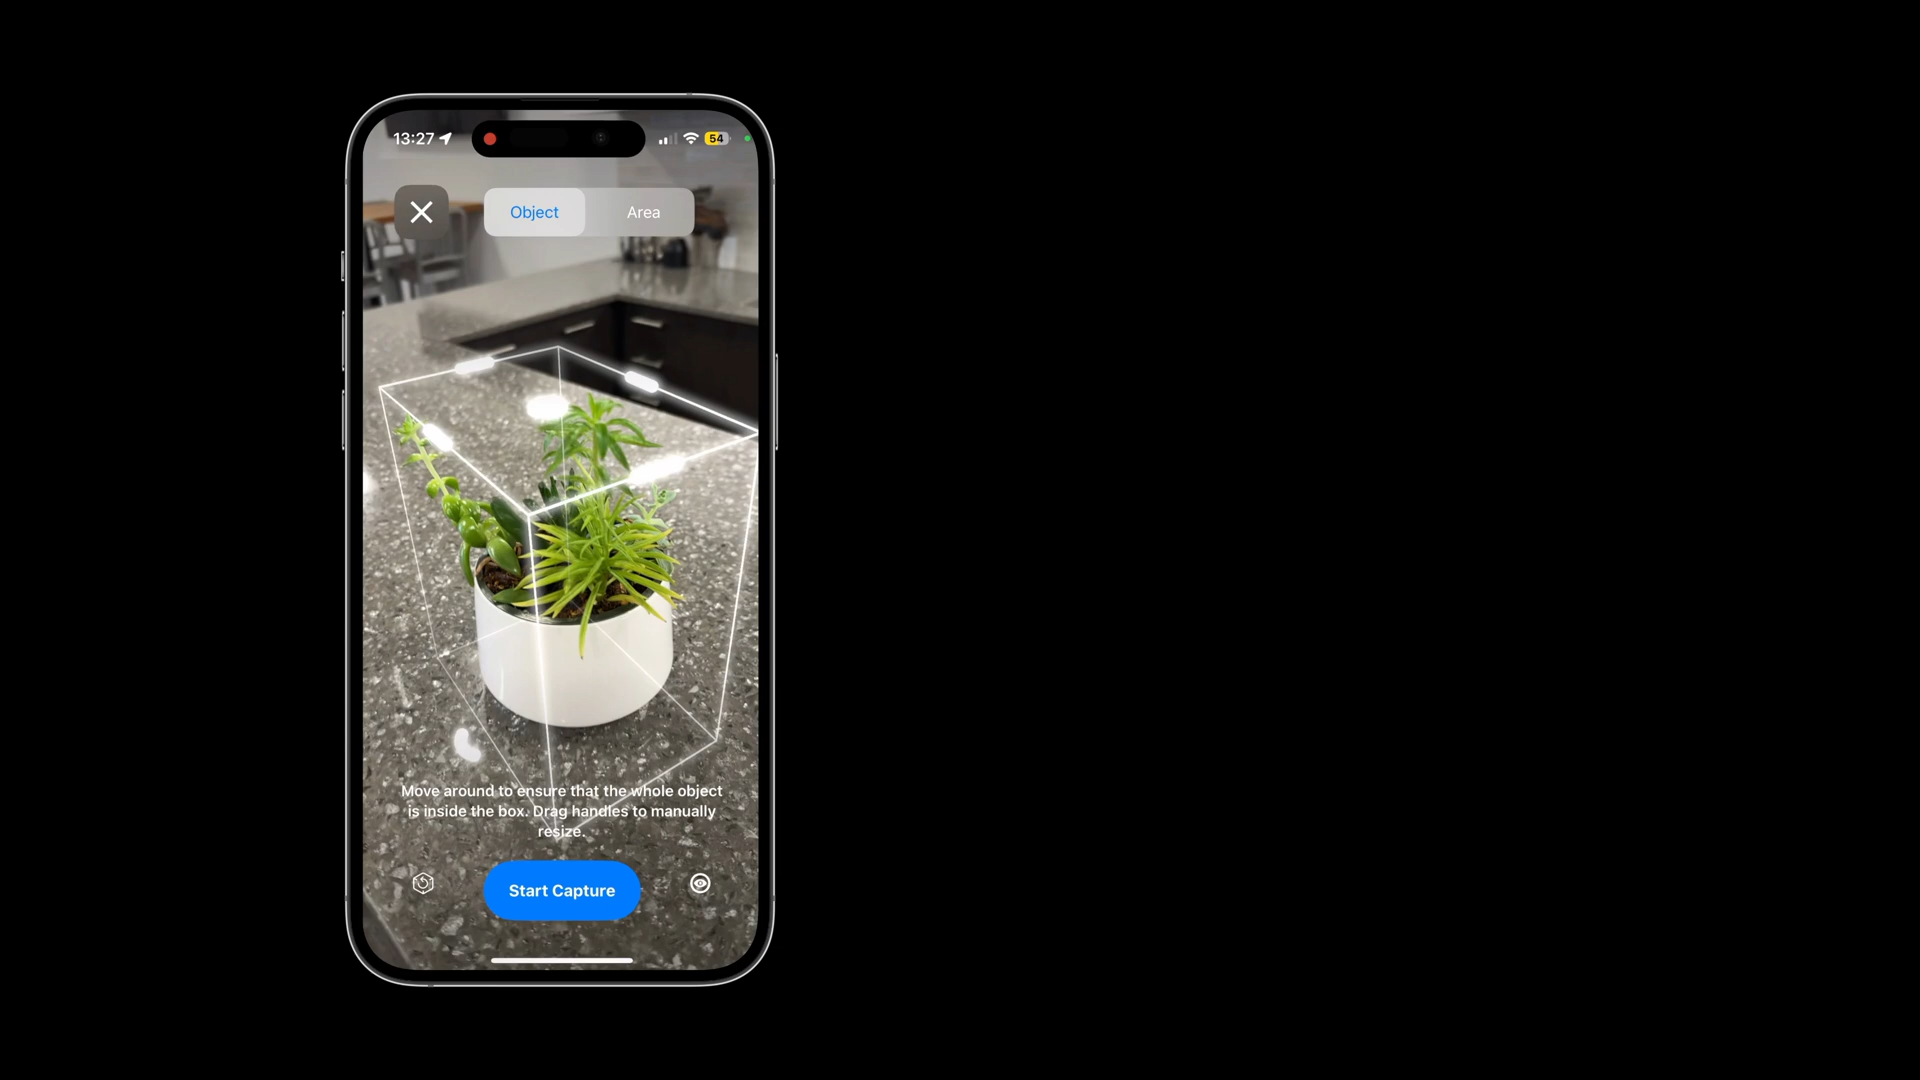 13:27
54
Object
Area
Move around to ensure that the whole object
is inside the box. Drag handles to manually
resize.
Start Capture